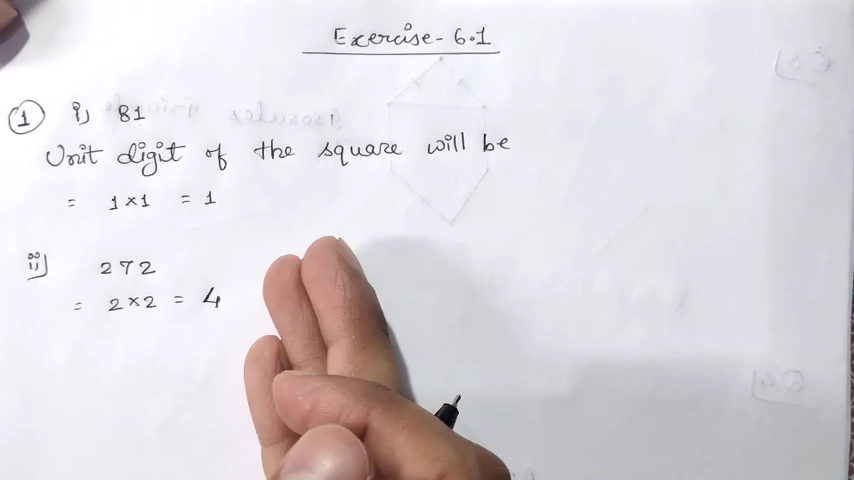 Exercise - 6.1
① i) 81
Unit digit of the square will be
= 1×1 = 1
ii) 272
= 2×2 = 4